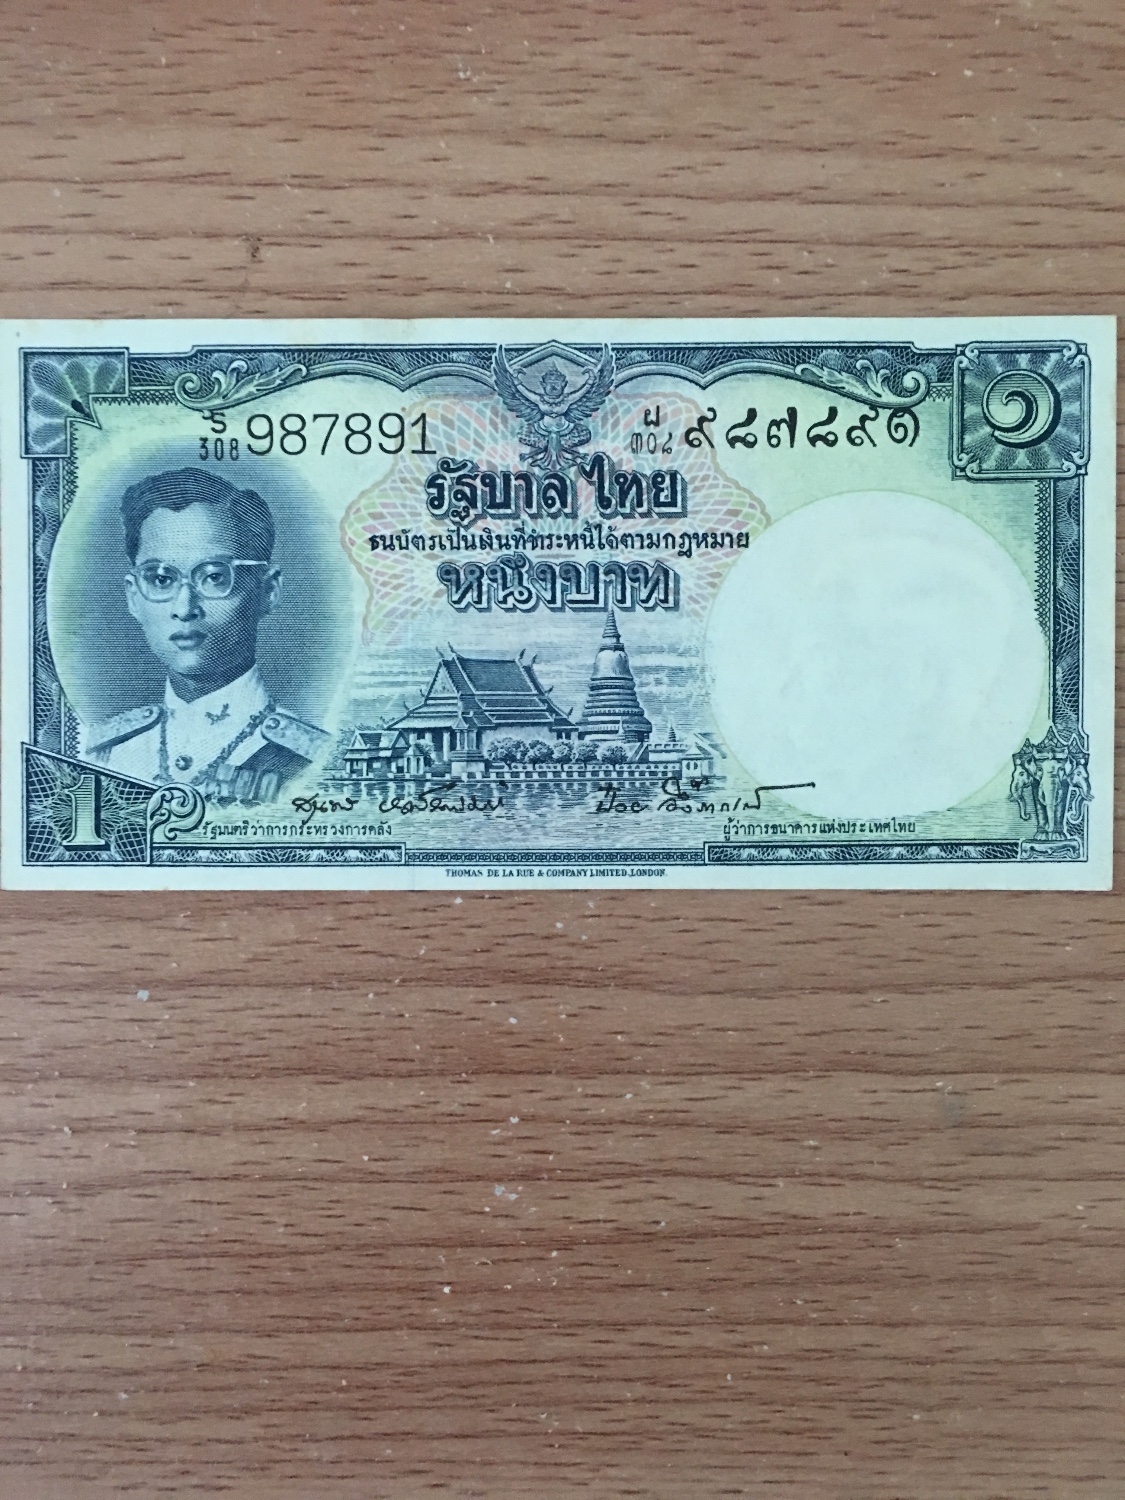 ๑
S
308 987891
ฝ
๓๐๘ ๙๘๗๘๙๑
รัฐบาลไทย
ธนบัตรเป็นเงินที่ชำระหนี้ได้ตามกฎหมาย
หนึ่งบาท
1
รัฐมนตรีว่าการกระทรวงการคลัง
ผู้ว่าการธนาคารแห่งประเทศไทย
THOMAS DE LA RUE & COMPANY LIMITED, LONDON.